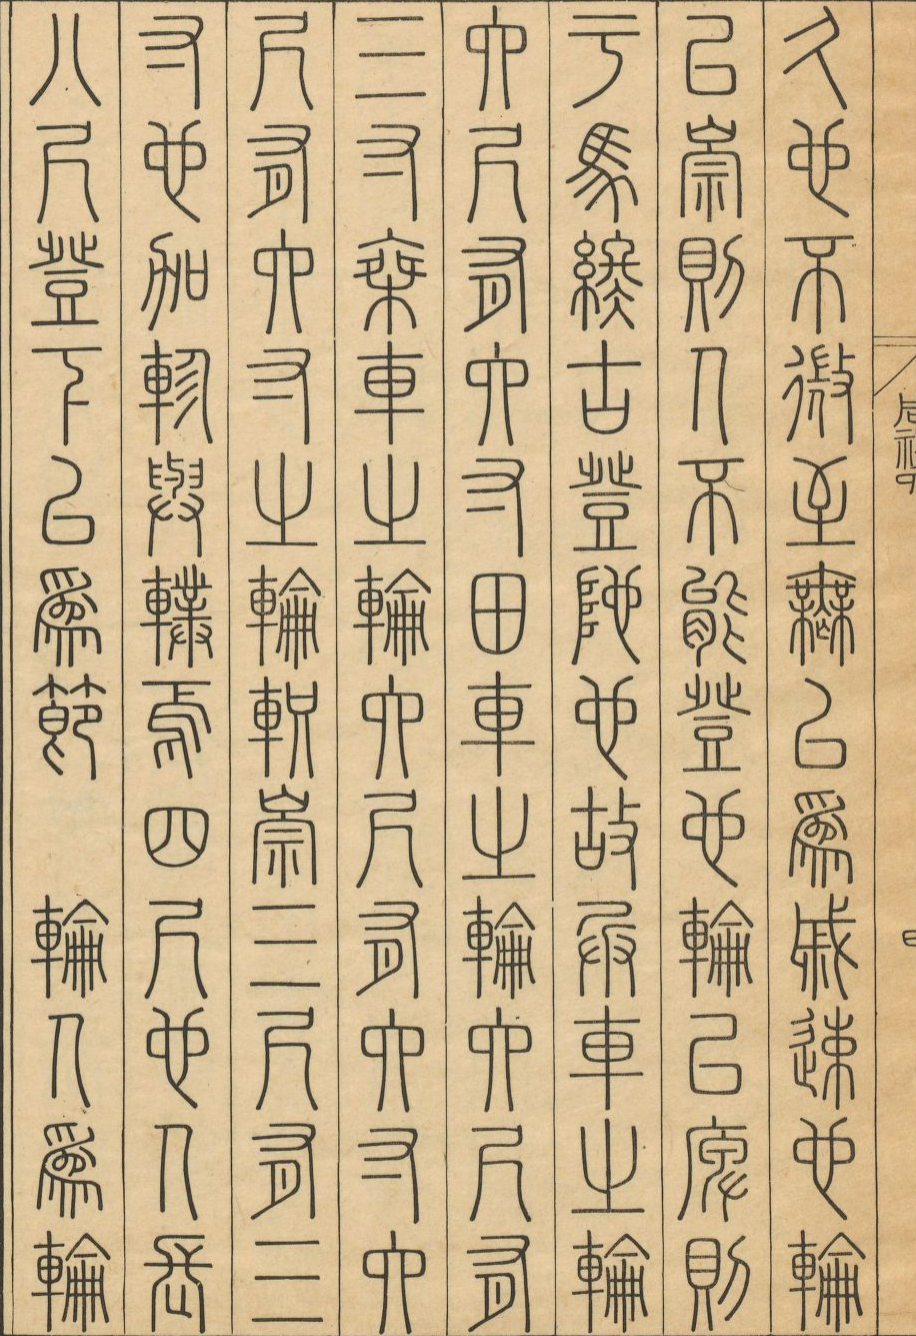 久也不微至無以爲戚速也輪
已崇則人不能登也輪已庳則
于馬終古登阤也故兵車之輪
六尺有六寸田車之輪六尺有
三寸乘車之輪六尺有六寸六
尺有六寸之輪軹崇三尺有三
寸也加軫與轐焉四尺也人長
八尺登下以爲節　輪人爲輪